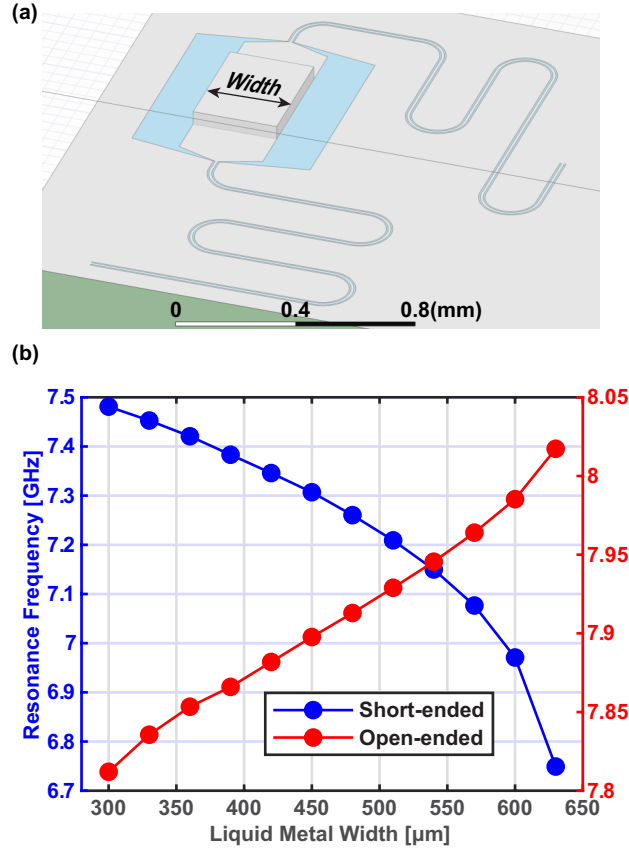 (a)
Width
0 0.4 0.8(mm)
(b)
7.5 8.05
7.4 8
7.3
7.2 7.95
7.1
7 7.9
6.9
6.8 7.85
6.7 7.8
Resonance Frequency [GHz]
Short-ended
Open-ended
300 350 400 450 500 550 600 650
Liquid Metal Width [µm]